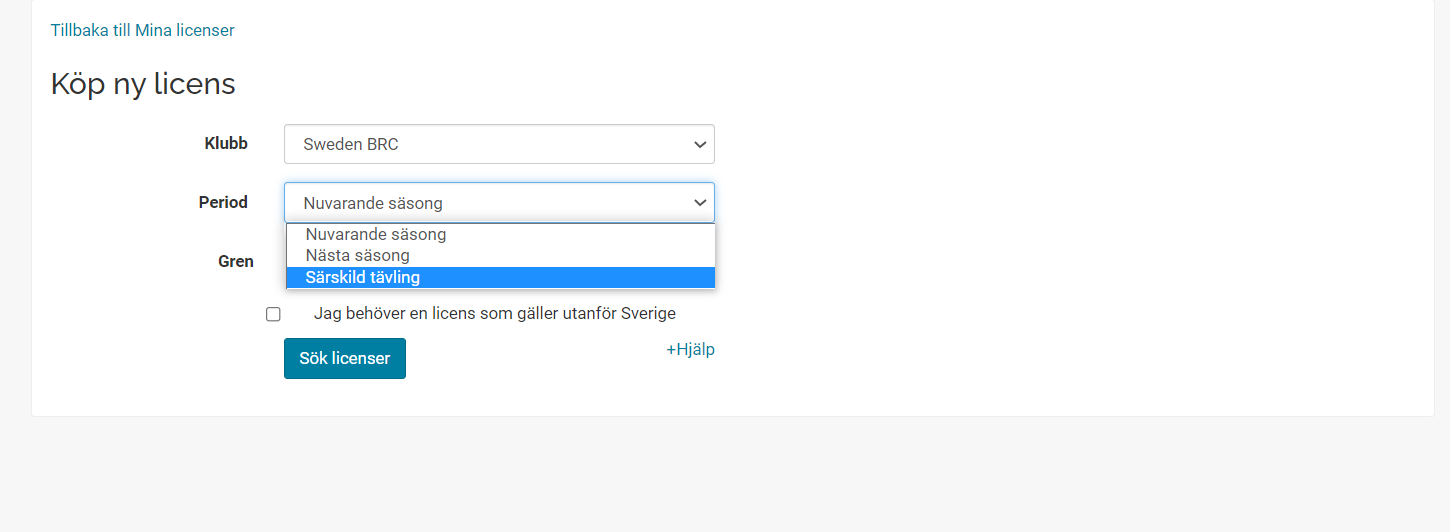 Tillbaka till Mina licenser
Köp ny licens
Klubb
Sweden BRC
Period
Nuvarande säsong
Nuvarande säsong
Nästa säsong
Särskild tävling
Gren
Jag behöver en licens som gäller utanför Sverige
Sök licenser
+Hjälp